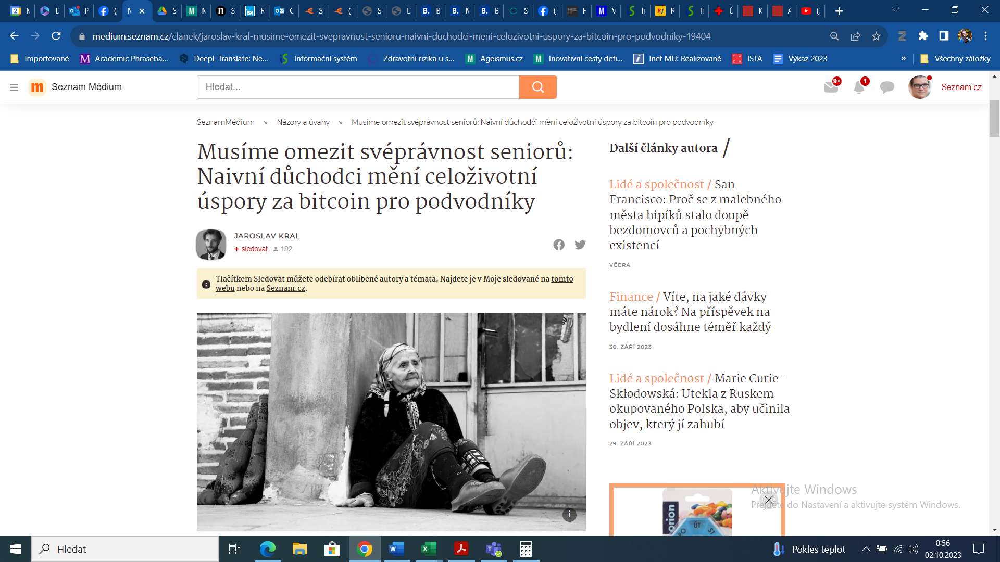 medium.seznam.cz/clanek/jaroslav-kral-musime-omezit-svepravnost-senioru-naivni-duchodci-meni-celozivotni-uspory-za-bitcoin-pro-podvodniky-19404
Importované
Academic Phraseba...
DeepL Translate: Ne...
Informační systém
Zdravotní rizika u s...
Ageismus.cz
Inovativní cesty defi...
Inet MU: Realizované
ISTA
Výkaz 2023
»
Všechny záložky
Seznam Médium
Hledat...
9+
1
Seznam.cz
SeznamMédium » Názory a úvahy » Musíme omezit svéprávnost seniorů: Naivní důchodci mění celoživotní úspory za bitcoin pro podvodníky
Musíme omezit svéprávnost seniorů:
Naivní důchodci mění celoživotní
úspory za bitcoin pro podvodníky
JAROSLAV KRAL
+ sledovat 192
Tlačítkem Sledovat můžete odebírat oblíbené autory a témata. Najdete je v Moje sledované na tomto
webu nebo na Seznam.cz.
Další články autora /
Lidé a společnost / San
Francisco: Proč se z malebného
města hipíků stalo doupě
bezdomovců a pochybných
existencí
VČERA
Finance / Víte, na jaké dávky
máte nárok? Na příspěvek na
bydlení dosáhne téměř každý
30. ZÁŘÍ 2023
Lidé a společnost / Marie Curie-
Skłodowská: Utekla z Ruskem
okupovaného Polska, aby učinila
objev, který jí zahubí
29. ZÁŘÍ 2023
orion
PO ÚT ST
Aktivujte Windows
Přejděte do Nastavení a aktivujte systém Windows.
Hledat
Pokles teplot
8:56
02.10.2023